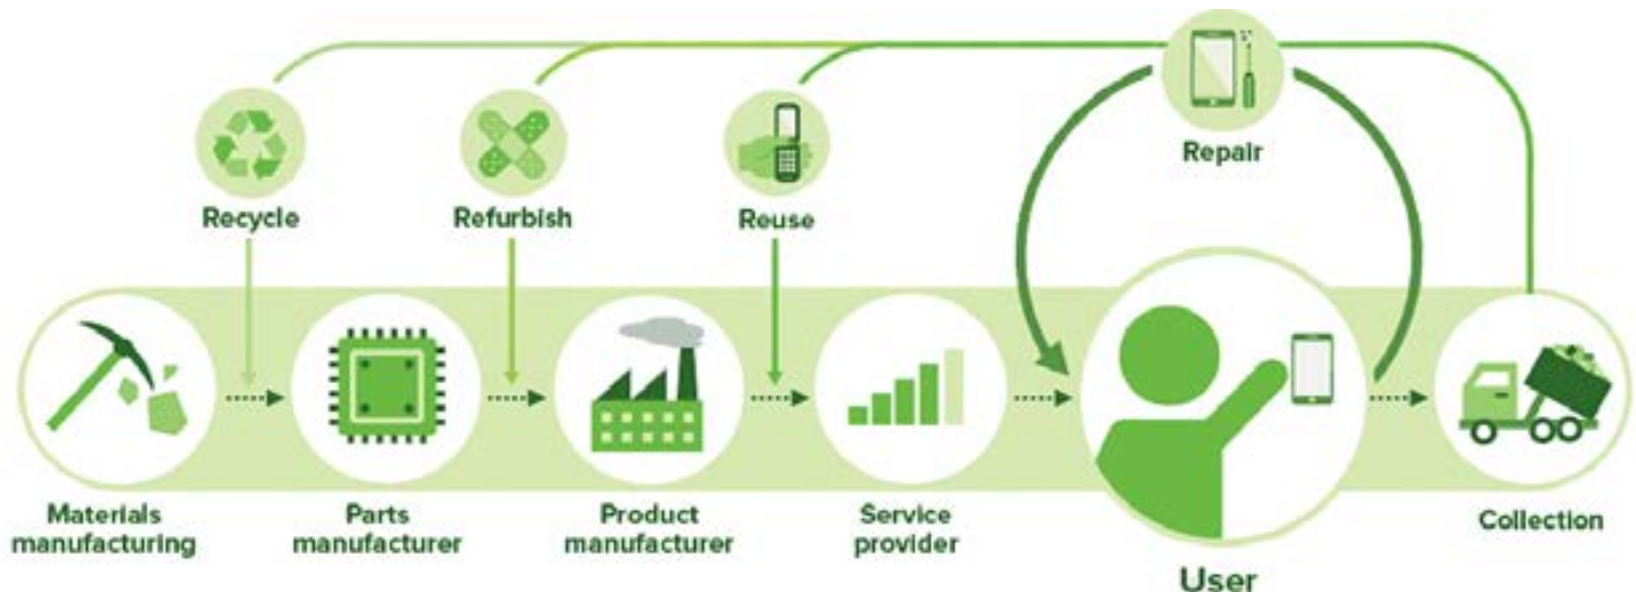 Repair
Recycle
Refurbish
Reuse
Materials
manufacturing
Parts
manufacturer
Product
manufacturer
Service
provider
User
Collection